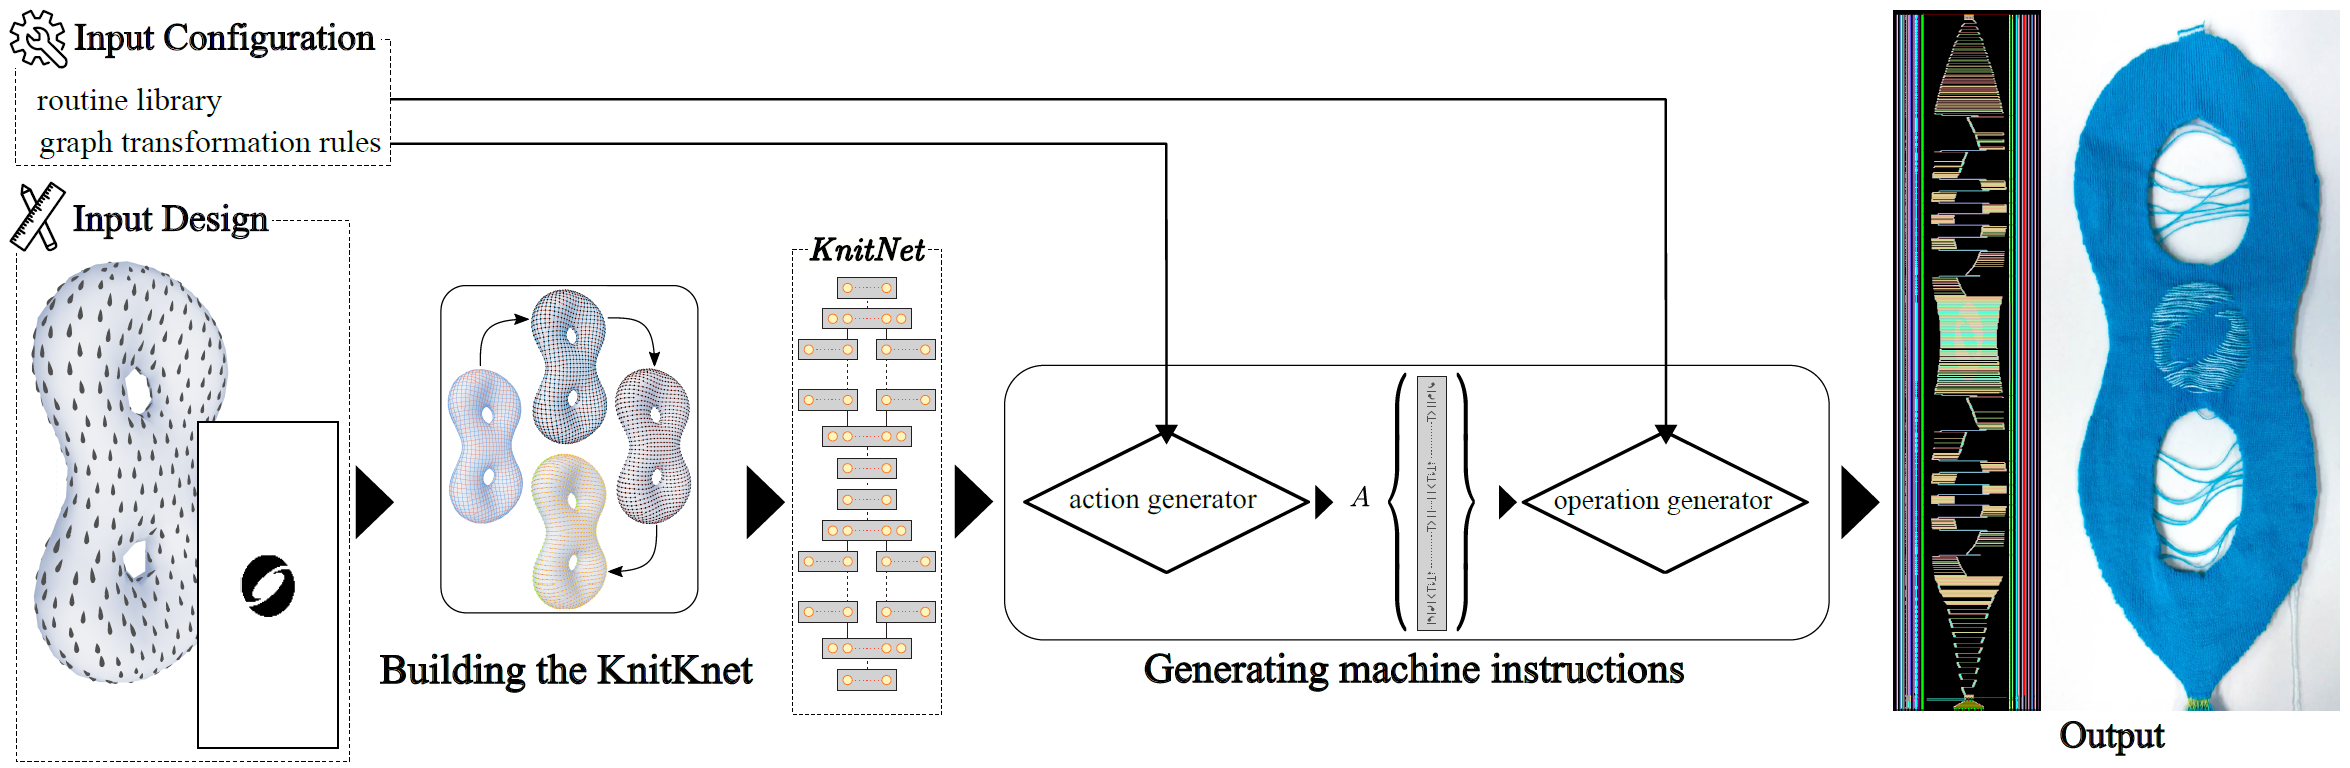 Input Configuration
routine library
graph transformation rules
Input Design
KnitNet
action generator
A
operation generator
Building the KnitKnet
Generating machine instructions
Output